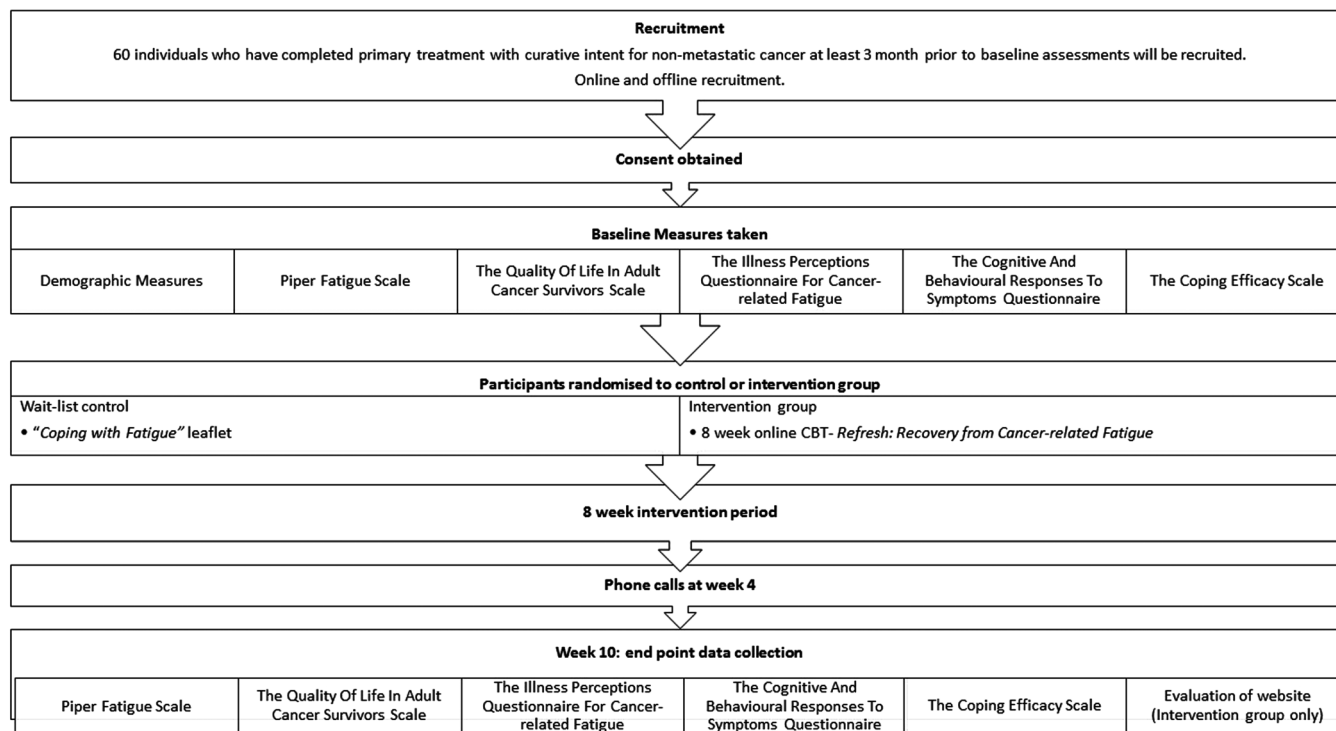 Recruitment
60 individuals who have completed primary treatment with curative intent for non-metastatic cancer at least 3 month prior to baseline assessments will be recruited.
Online and offline recruitment.
Consent obtained
Baseline Measures taken
Demographic Measures
Piper Fatigue Scale
The Quality Of Life In Adult
Cancer Survivors Scale
The Illness Perceptions
Questionnaire For Cancer-
related Fatigue
The Cognitive And
Behavioural Responses To
Symptoms Questionnaire
The Coping Efficacy Scale
Participants randomised to control or intervention group
Wait-list control
• “Coping with Fatigue” leaflet
Intervention group
• 8 week online CBT- Refresh: Recovery from Cancer-related Fatigue
8 week intervention period
Phone calls at week 4
Week 10: end point data collection
Piper Fatigue Scale
The Quality Of Life In Adult
Cancer Survivors Scale
The Illness Perceptions
Questionnaire For Cancer-
related Fatigue
The Cognitive And
Behavioural Responses To
Symptoms Questionnaire
The Coping Efficacy Scale
Evaluation of website
(Intervention group only)